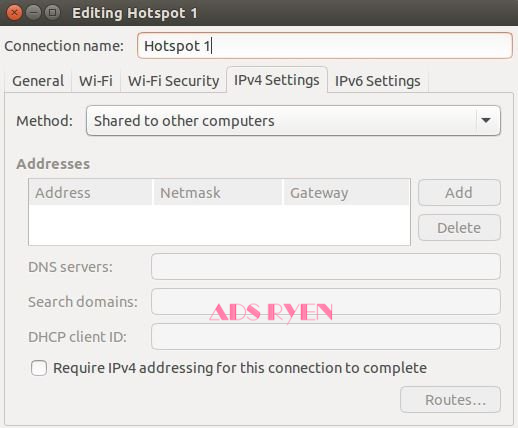 Editing Hotspot 1
Connection name: Hotspot 1
General Wi-Fi Wi-Fi Security IPv4 Settings IPv6 Settings
Method: Shared to other computers
Addresses
Address Netmask Gateway Add
Delete
DNS servers:
Search domains:
ADS RYEN
DHCP client ID:
Require IPv4 addressing for this connection to complete
Routes...